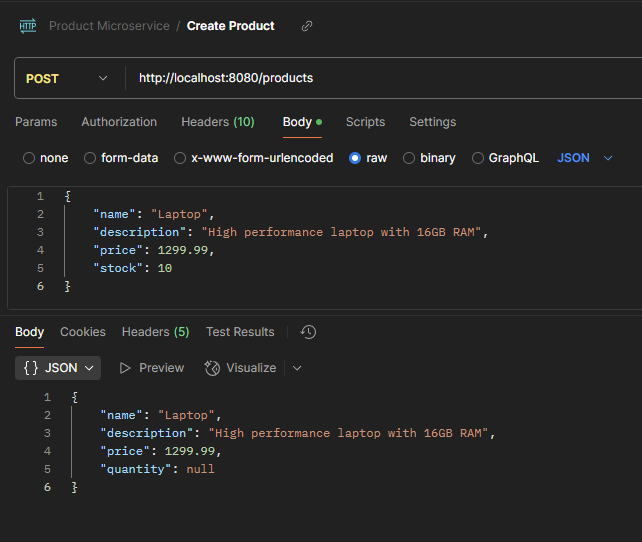 HTTP Product Microservice / Create Product
POST http://localhost:8080/products
Params Authorization Headers (10) Body Scripts Settings
none form-data x-www-form-urlencoded raw binary GraphQL JSON
1 {
2 "name": "Laptop",
3 "description": "High performance laptop with 16GB RAM",
4 "price": 1299.99,
5 "stock": 10
6 }
Body Cookies Headers (5) Test Results
{} JSON Preview Visualize
1 {
2 "name": "Laptop",
3 "description": "High performance laptop with 16GB RAM",
4 "price": 1299.99,
5 "quantity": null
6 }